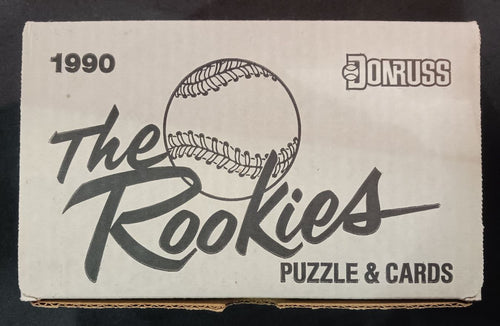 1990
DONRUSS
The
Rookies
PUZZLE & CARDS